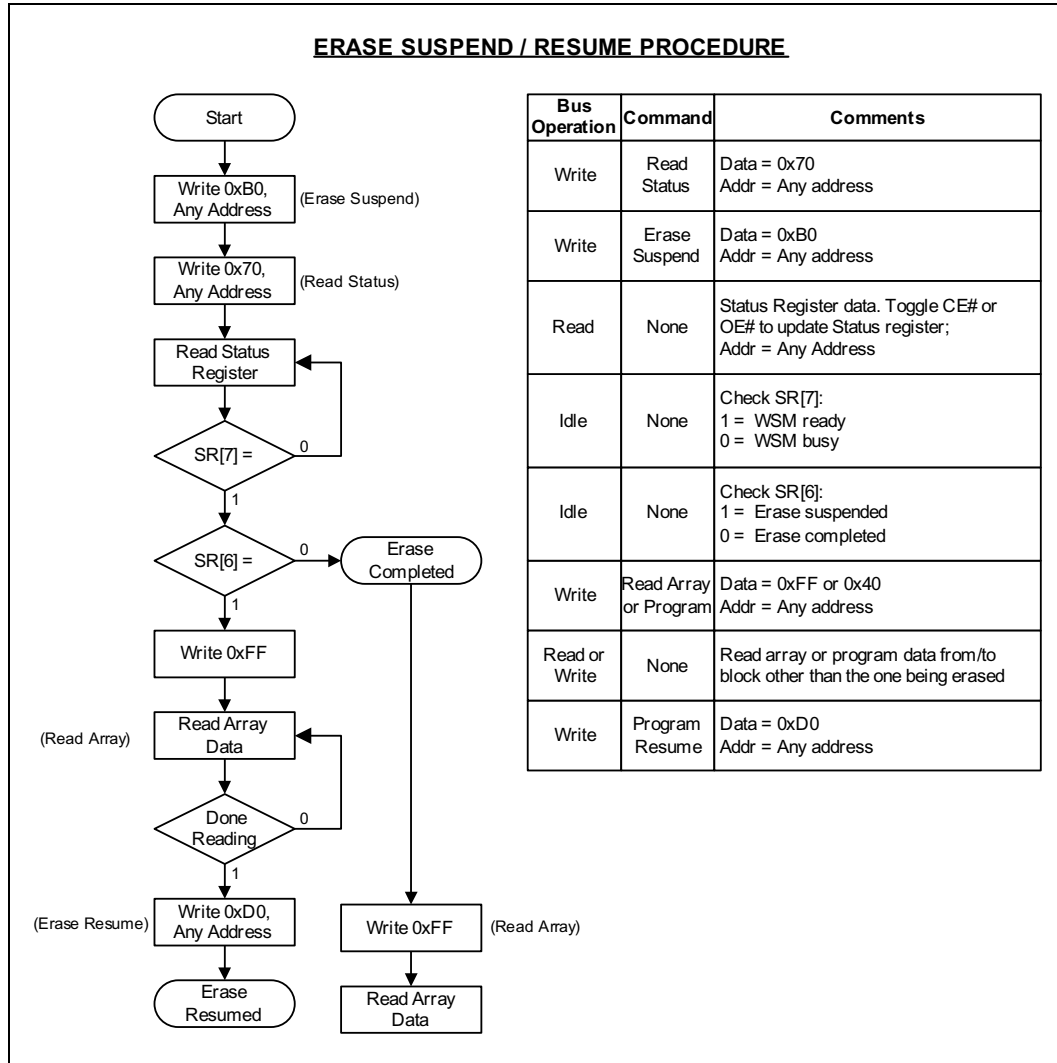 ERASE SUSPEND / RESUME PROCEDURE
Start
Write 0xB0,
Any Address
(Erase Suspend)
Write 0x70,
Any Address
(Read Status)
Read Status
Register
SR[7] =
0
1
SR[6] =
0
Erase
Completed
1
Write 0xFF
(Read Array)
Read Array
Data
Done
Reading
0
1
(Erase Resume)
Write 0xD0,
Any Address
Erase
Resumed
Write 0xFF
(Read Array)
Read Array
Data
Bus
Operation
Command
Comments
Write
Read
Status
Data = 0x70
Addr = Any address
Write
Erase
Suspend
Data = 0xB0
Addr = Any address
Read
None
Status Register data. Toggle CE# or
OE# to update Status register;
Addr = Any Address
Idle
None
Check SR[7]:
1 = WSM ready
0 = WSM busy
Idle
None
Check SR[6]:
1 = Erase suspended
0 = Erase completed
Write
Read Array
or Program
Data = 0xFF or 0x40
Addr = Any address
Read or
Write
None
Read array or program data from/to
block other than the one being erased
Write
Program
Resume
Data = 0xD0
Addr = Any address